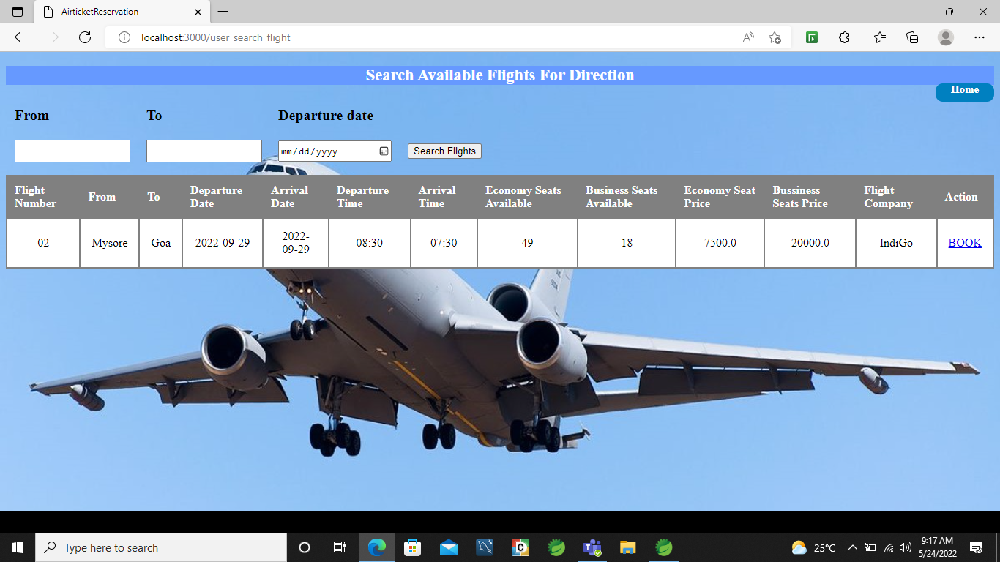 AirticketReservation
localhost:3000/user_search_flight
Search Available Flights For Direction
Home
From To Departure date
mm/dd/yyyy Search Flights
Flight Number From To Departure Date Arrival Date Departure Time Arrival Time Economy Seats Available Business Seats Available Economy Seat Price Bussiness Seats Price Flight Company Action
02 Mysore Goa 2022-09-29 2022-09-29 08:30 07:30 49 18 7500.0 20000.0 IndiGo BOOK
Type here to search
25°C
9:17 AM
5/24/2022